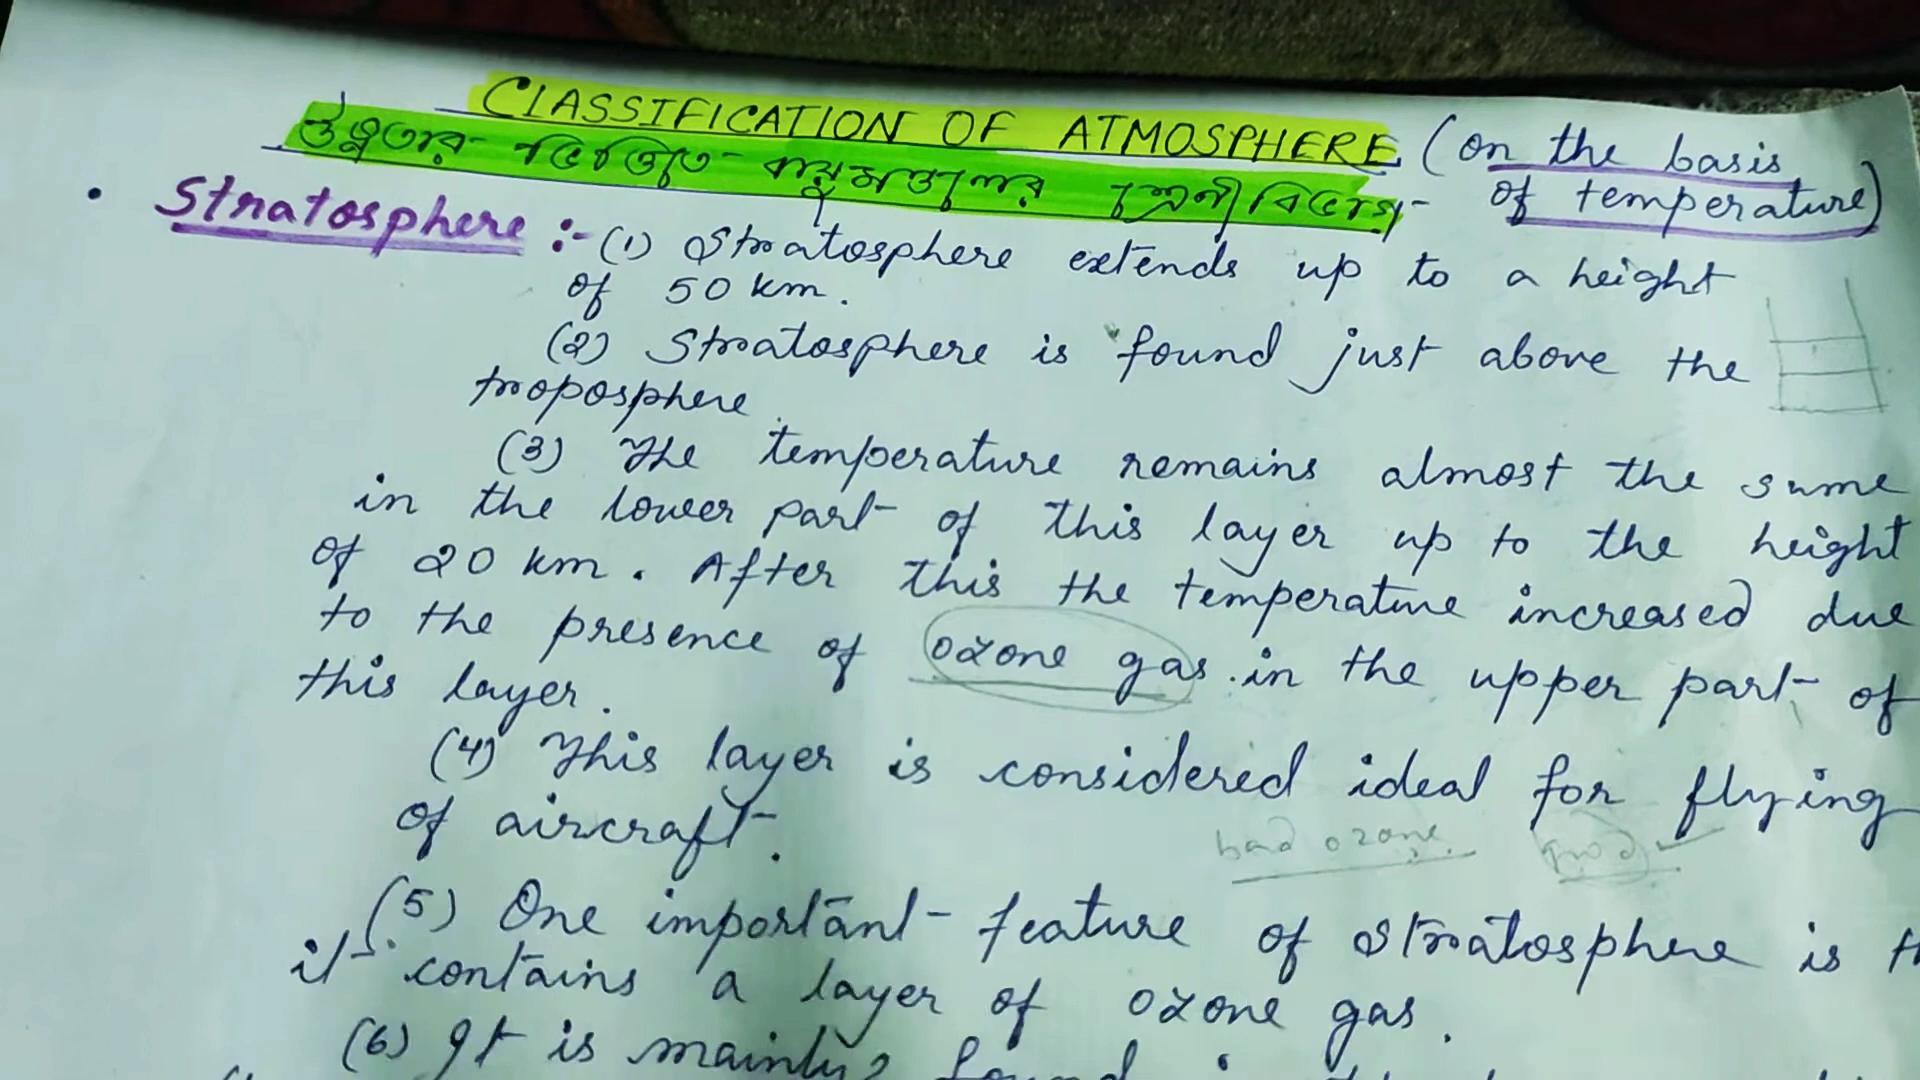 CLASSIFICATION OF ATMOSPHERE (on the basis
of temperature)
উষ্ণতার ভিত্তিতে বায়ুমণ্ডলের শ্রেণীবিভাগ
• Stratosphere :- (1) Stratosphere extends up to a height
of 50 km.
(2) Stratosphere is found just above the
troposphere
(3) The temperature remains almost the same
in the lower part of this layer up to the height
of 20 km. After this the temperature increased due
to the presence of ozone gas in the upper part of
this layer.
(4) This layer is considered ideal for flying
of aircraft.
bad ozone
(5) One important feature of stratosphere is
it contains a layer of ozone gas.
(6) It is mainly found